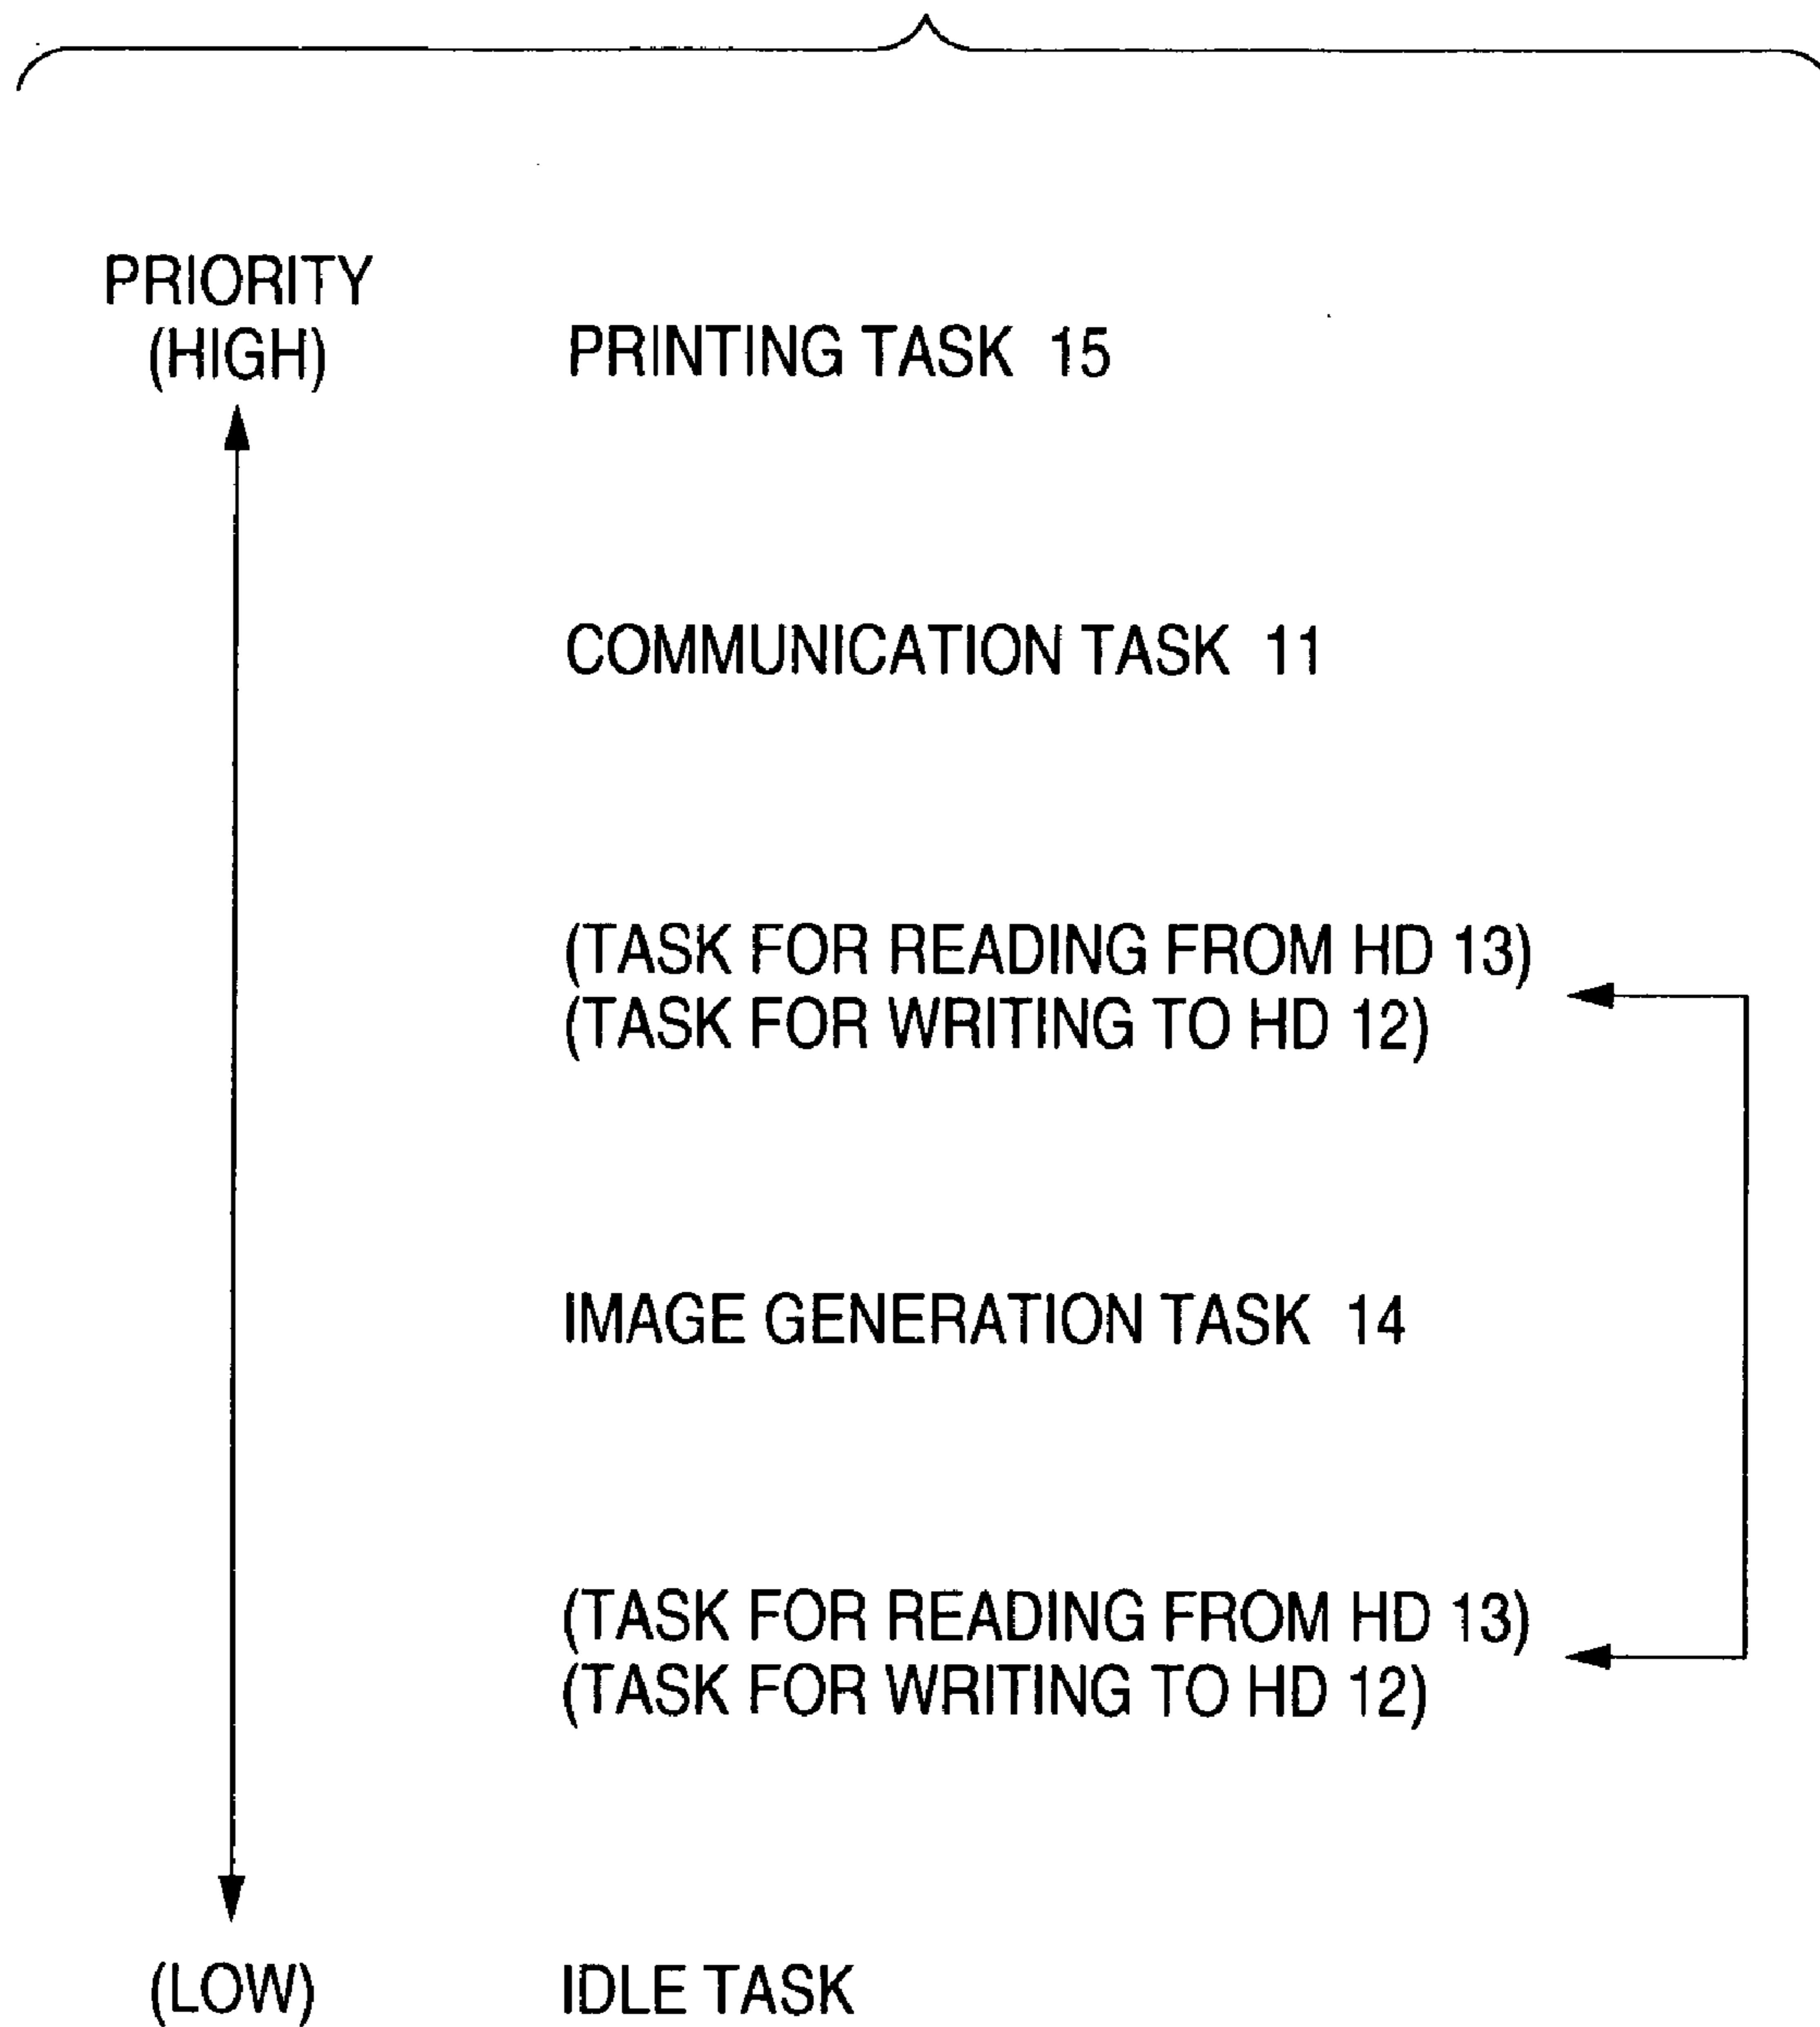 PRIORITY
(HIGH)
PRINTING TASK 15
COMMUNICATION TASK 11
(TASK FOR READING FROM HD 13)
(TASK FOR WRITING TO HD 12)
IMAGE GENERATION TASK 14
(TASK FOR READING FROM HD 13)
(TASK FOR WRITING TO HD 12)
(LOW)
IDLE TASK